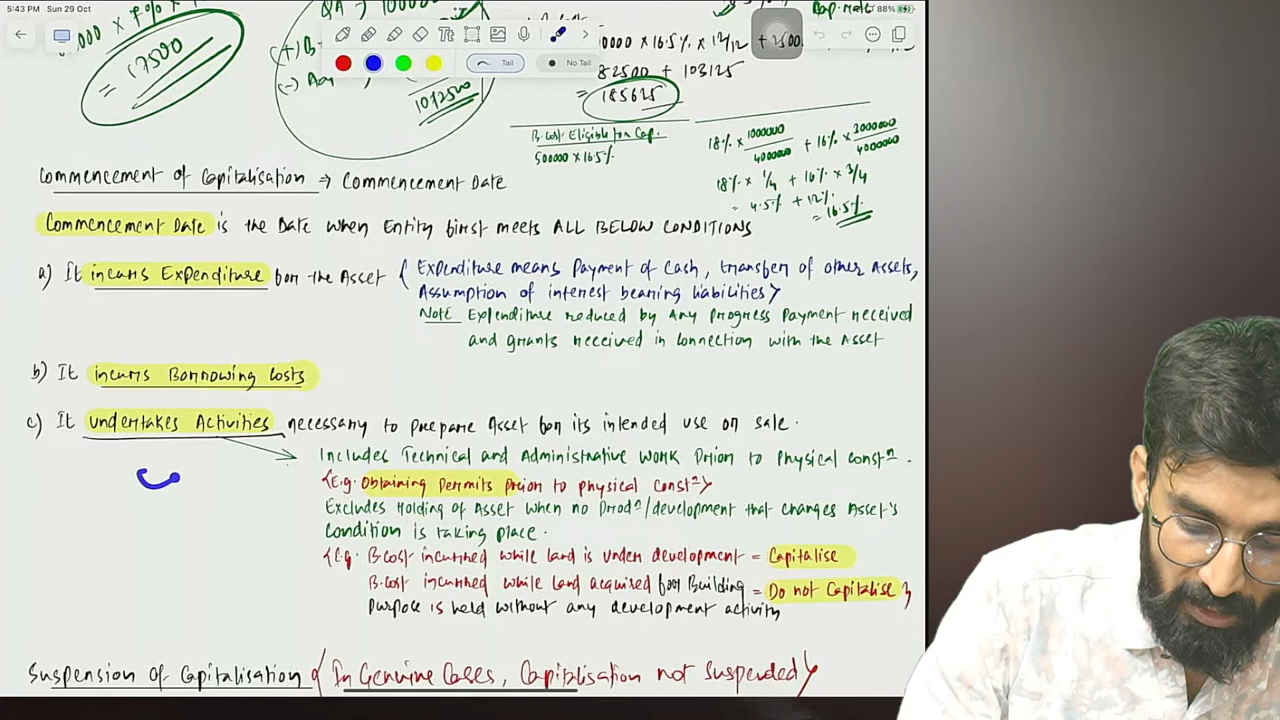 5:43 PM Sun 29 Oct
88%
= 17500
1072500
Tail
No Tail
0000 × 16.5% × 12/12 + 2500
82500 + 103125
= 185625
B.cost Eligible for Cap.
500000 × 16.5%
18% × 1000000/4000000 + 16% × 3000000/4000000
18% × 1/4 + 16% × 3/4
= 4.5% + 12%
= 16.5%
Commencement of Capitalisation → Commencement Date
Commencement Date is the Date when Entity first meets ALL BELOW CONDITIONS
a) It incurs Expenditure for the Asset { Expenditure means Payment of Cash, transfer of other Assets,
Assumption of interest bearing liabilities }
Note Expenditure reduced by Any Progress Payment received
and grants received in connection with the Asset
b) It incurs Borrowing Costs
c) It undertakes Activities necessary to prepare Asset for its intended use or sale.
Includes Technical and Administrative work Prior to Physical constⁿ.
{E.g. Obtaining Permits prior to physical constⁿ}
Excludes Holding of Asset when no Prodⁿ/development that changes Asset's
Condition is taking place.
{E.g. B.cost incurred while land is under development = Capitalise
B.cost incurred while land acquired for Building = Do not Capitalise }
Purpose is held without any development activity
Suspension of Capitalisation { In Genuine Cases, Capitalisation not suspended }